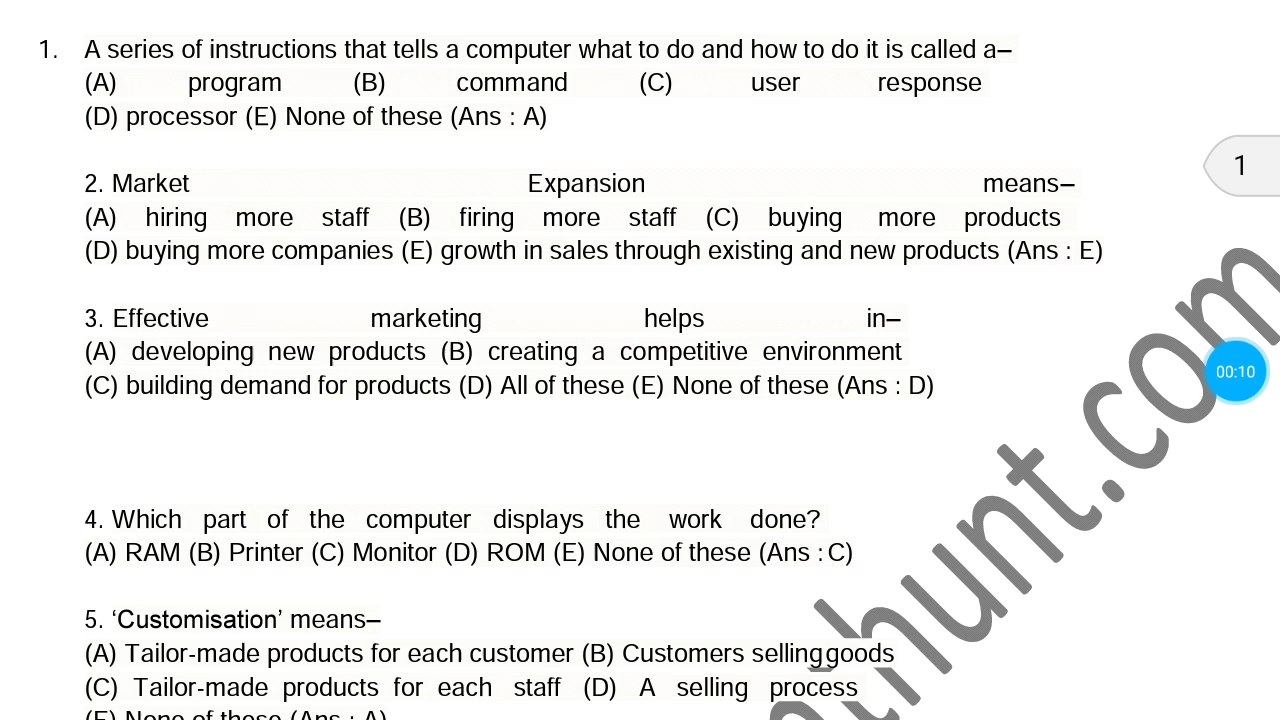 1. A series of instructions that tells a computer what to do and how to do it is called a–
(A) program (B) command (C) user response
(D) processor (E) None of these (Ans : A)
1
2. Market Expansion means–
(A) hiring more staff (B) firing more staff (C) buying more products
(D) buying more companies (E) growth in sales through existing and new products (Ans : E)
3. Effective marketing helps in–
(A) developing new products (B) creating a competitive environment
00:10
(C) building demand for products (D) All of these (E) None of these (Ans : D)
4. Which part of the computer displays the work done?
(A) RAM (B) Printer (C) Monitor (D) ROM (E) None of these (Ans : C)
5. ‘Customisation’ means–
(A) Tailor-made products for each customer (B) Customers selling goods
(C) Tailor-made products for each staff (D) A selling process
(E) None of these (Ans : A)
hunt.com